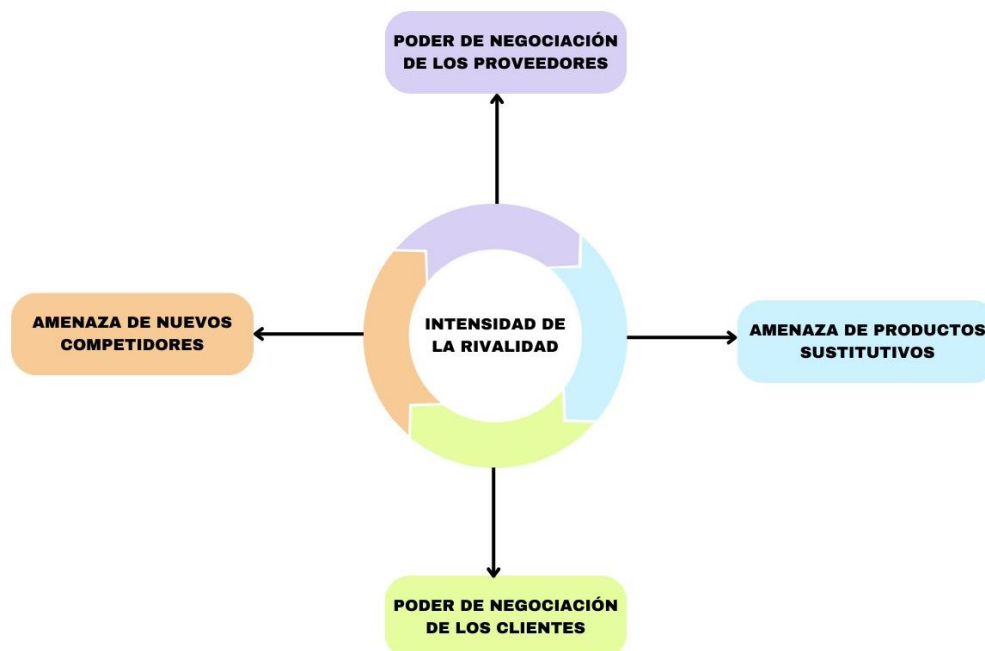 PODER DE NEGOCIACIÓN
DE LOS PROVEEDORES
AMENAZA DE NUEVOS
COMPETIDORES
INTENSIDAD DE
LA RIVALIDAD
AMENAZA DE PRODUCTOS
SUSTITUTIVOS
PODER DE NEGOCIACIÓN
DE LOS CLIENTES